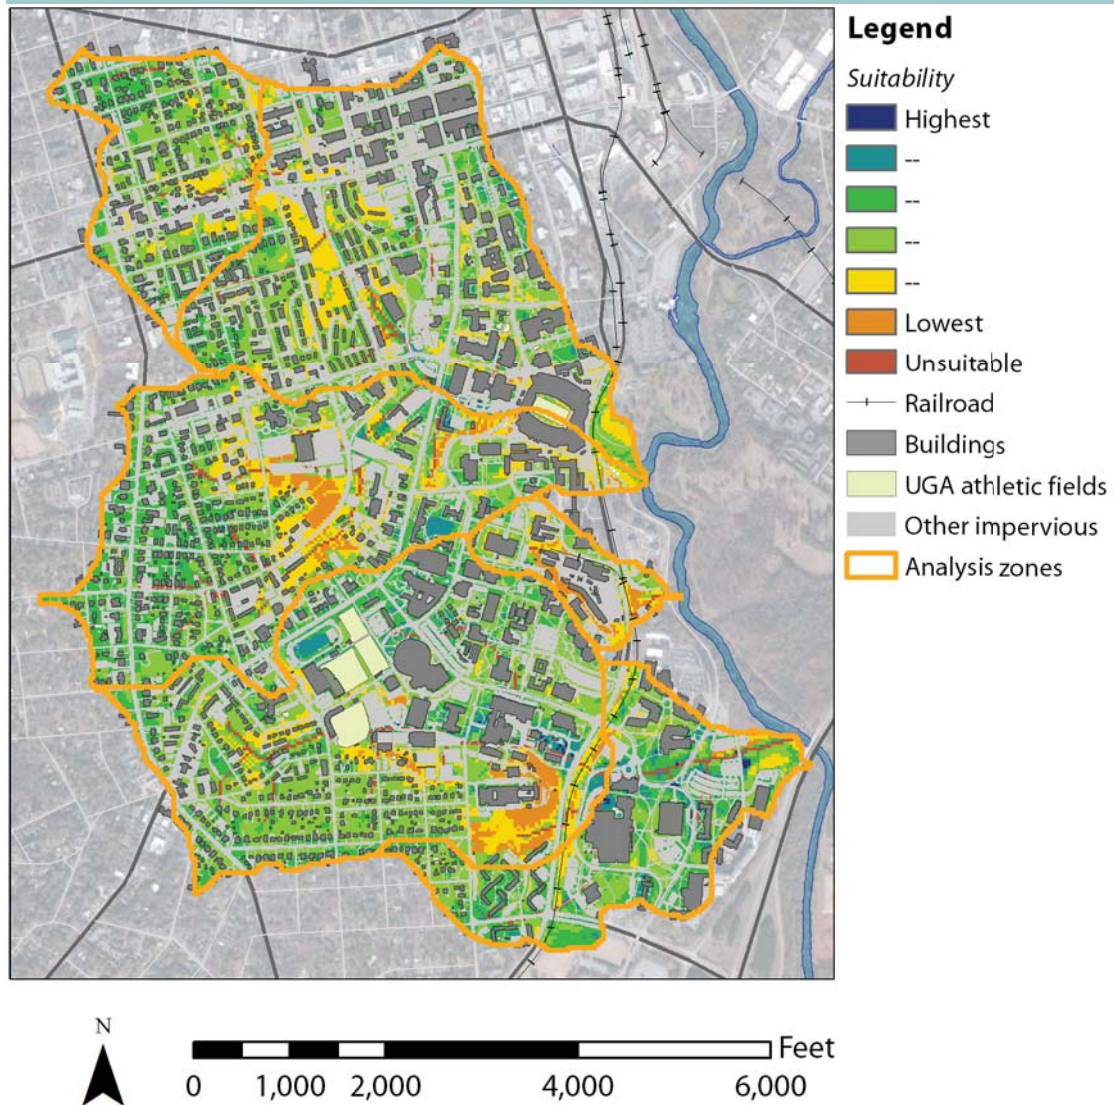 Legend
Suitability
Highest
--
--
--
--
Lowest
Unsuitable
Railroad
Buildings
UGA athletic fields
Other impervious
Analysis zones
N
Feet
0 1,000 2,000 4,000 6,000